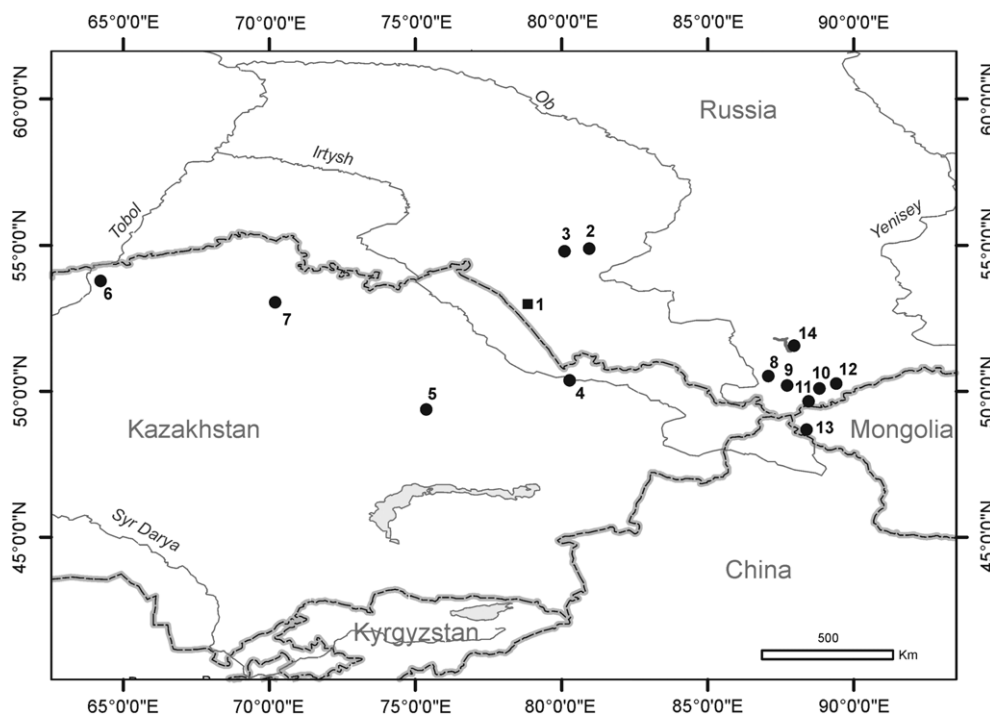 65°0'0"E 70°0'0"E 75°0'0"E 80°0'0"E 85°0'0"E 90°0'0"E
60°0'0"N
60°0'0"N
Ob
Russia
Irtysh
Tobol
Yenisey
55°0'0"N
55°0'0"N
3 2
6
7
1
14
8 9 10 12
11
4
5
50°0'0"N
50°0'0"N
Kazakhstan
13
Mongolia
Syr Darya
45°0'0"N
45°0'0"N
China
Kyrgyzstan
500
Km
65°0'0"E 70°0'0"E 75°0'0"E 80°0'0"E 85°0'0"E 90°0'0"E